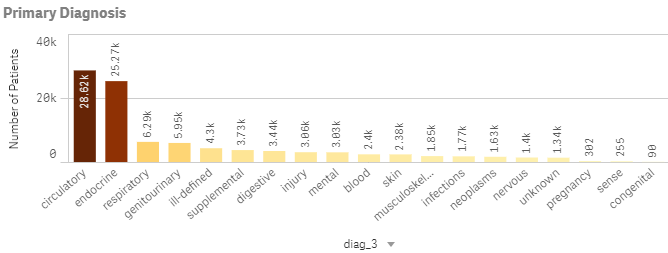 Primary Diagnosis
Number of Patients
40k
20k
0
28.62k
25.27k
6.29k
5.95k
4.3k
3.73k
3.44k
3.06k
3.03k
2.4k
2.38k
1.85k
1.77k
1.63k
1.4k
1.34k
302
255
90
circulatory
endocrine
respiratory
genitourinary
ill-defined
supplemental
digestive
injury
mental
blood
skin
musculoskel...
infections
neoplasms
nervous
unknown
pregnancy
sense
congenital
diag_3